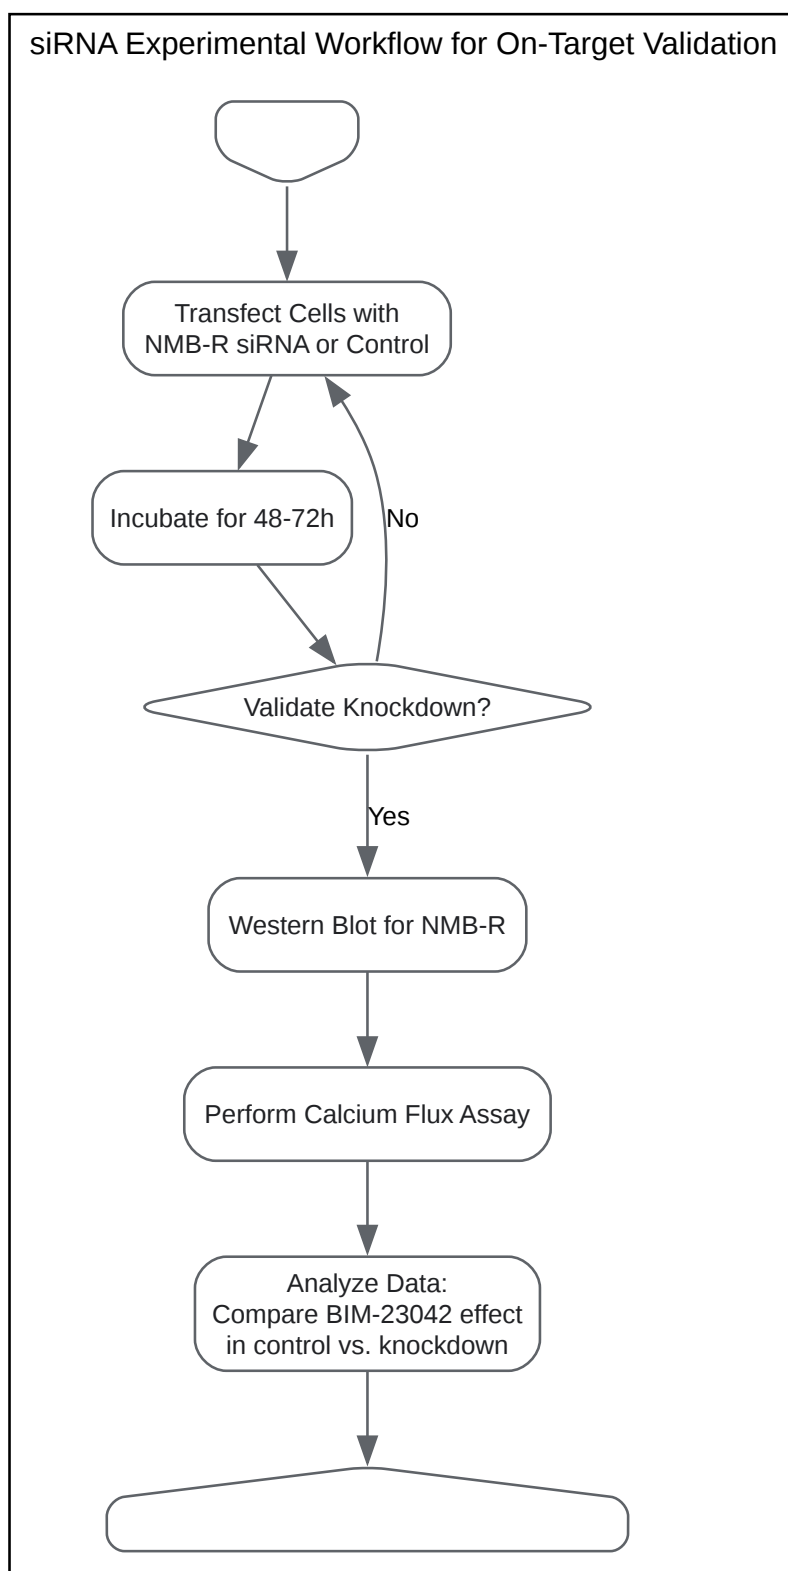 siRNA Experimental Workflow for On-Target Validation
Transfect Cells with
NMB-R siRNA or Control
Incubate for 48-72h
No
Validate Knockdown?
Yes
Western Blot for NMB-R
Perform Calcium Flux Assay
Analyze Data:
Compare BIM-23042 effect
in control vs. knockdown